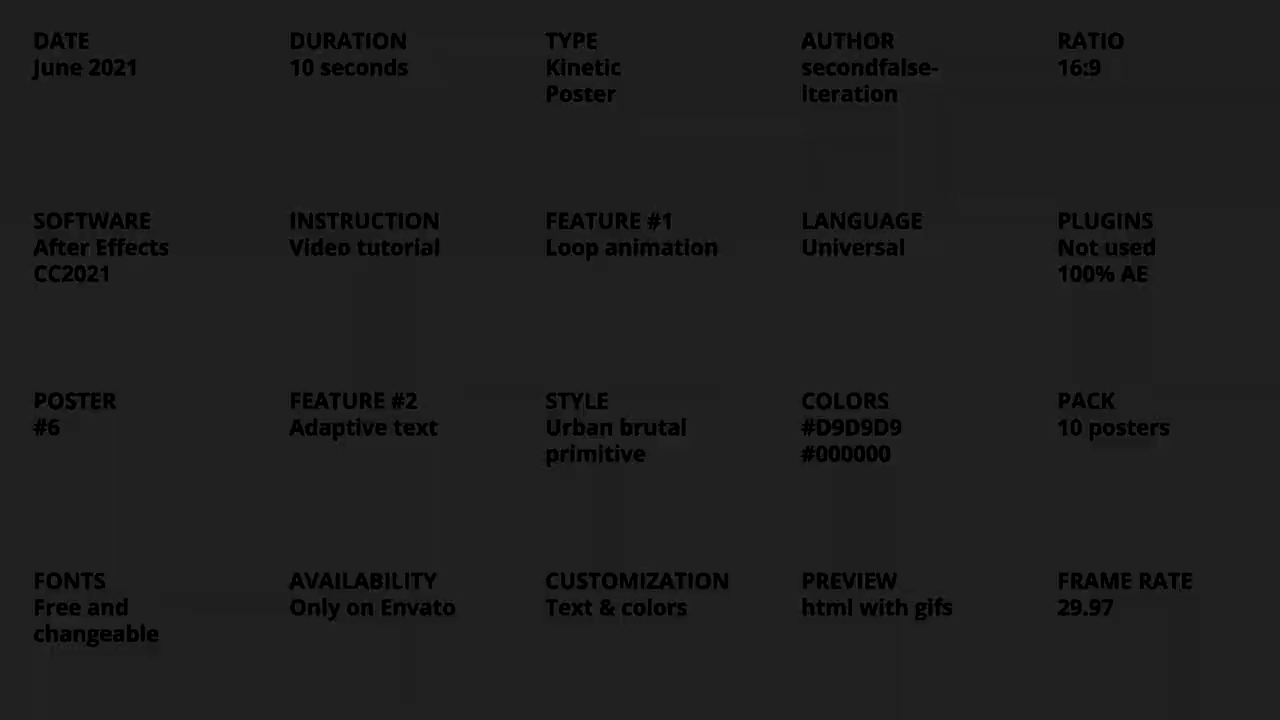 DATE
June 2021
DURATION
10 seconds
TYPE
Kinetic
Poster
AUTHOR
secondfalse-
iteration
RATIO
16:9
SOFTWARE
After Effects
CC2021
INSTRUCTION
Video tutorial
FEATURE #1
Loop animation
LANGUAGE
Universal
PLUGINS
Not used
100% AE
POSTER
#6
FEATURE #2
Adaptive text
STYLE
Urban brutal
primitive
COLORS
#D9D9D9
#000000
PACK
10 posters
FONTS
Free and
changeable
AVAILABILITY
Only on Envato
CUSTOMIZATION
Text & colors
PREVIEW
html with gifs
FRAME RATE
29.97